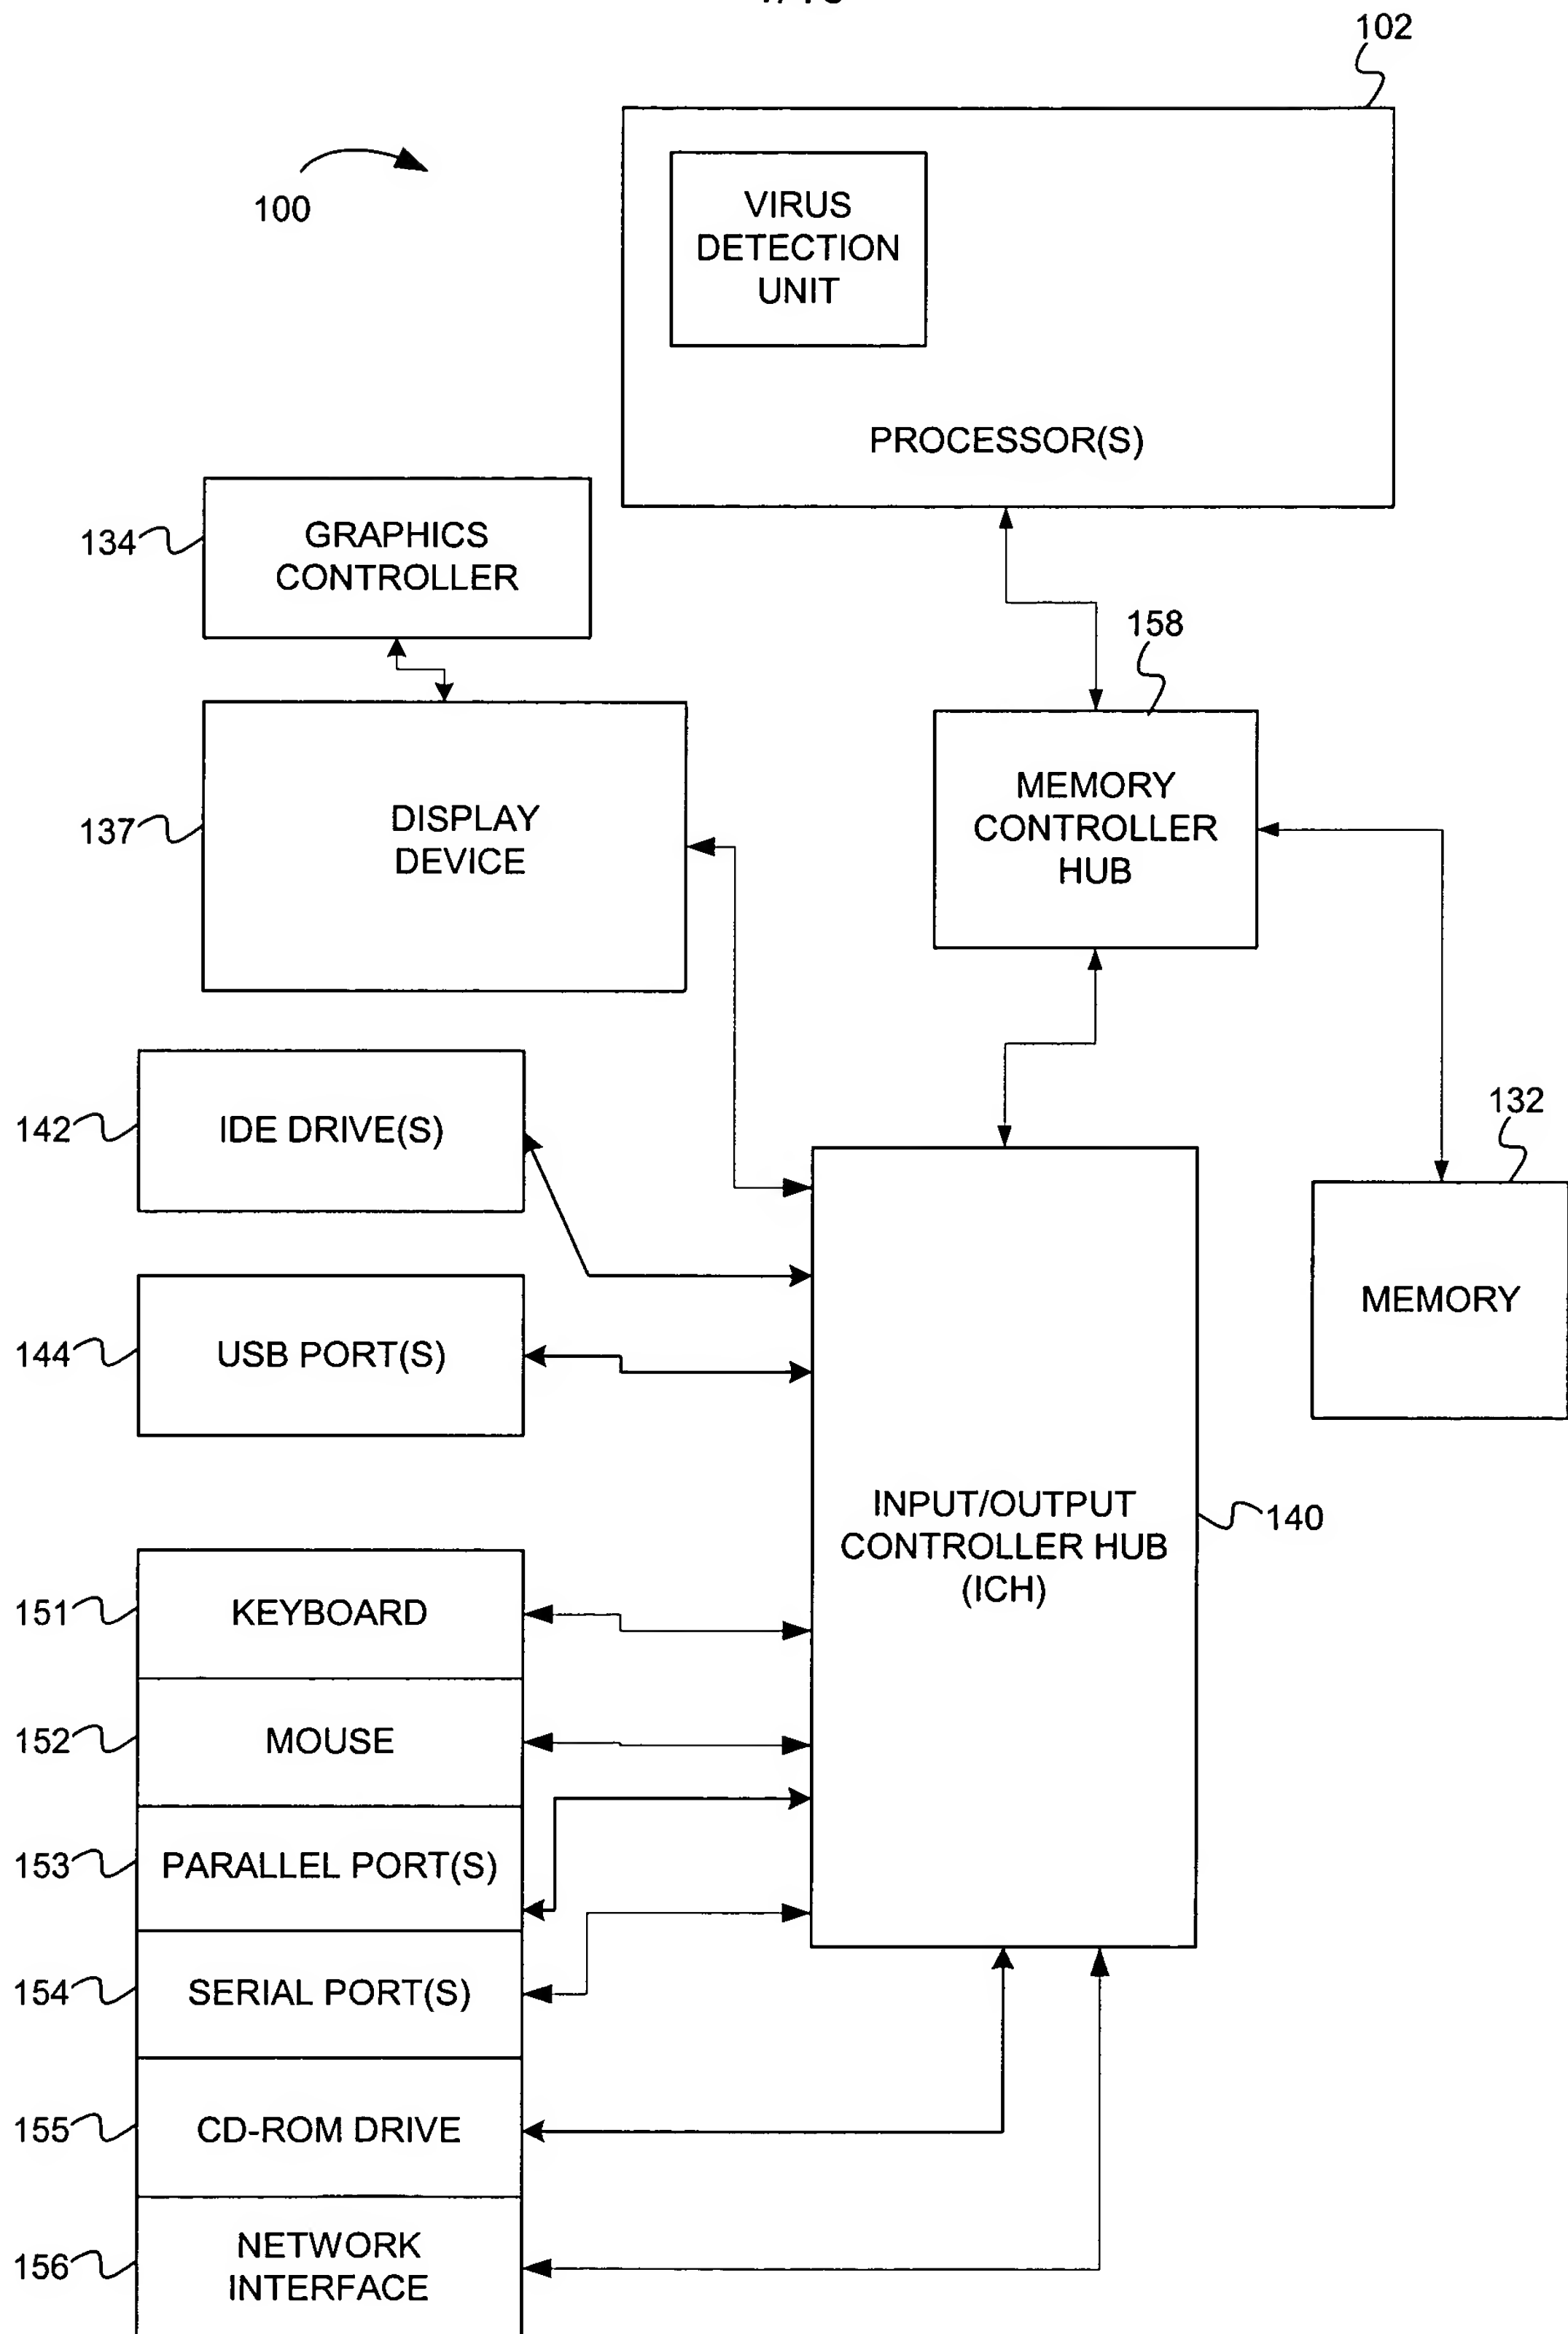 102
100
VIRUS
DETECTION
UNIT
PROCESSOR(S)
134
GRAPHICS
CONTROLLER
158
137
DISPLAY
DEVICE
MEMORY
CONTROLLER
HUB
142
IDE DRIVE(S)
132
MEMORY
144
USB PORT(S)
INPUT/OUTPUT
CONTROLLER HUB
(ICH)
140
151
KEYBOARD
152
MOUSE
153
PARALLEL PORT(S)
154
SERIAL PORT(S)
155
CD-ROM DRIVE
156
NETWORK
INTERFACE